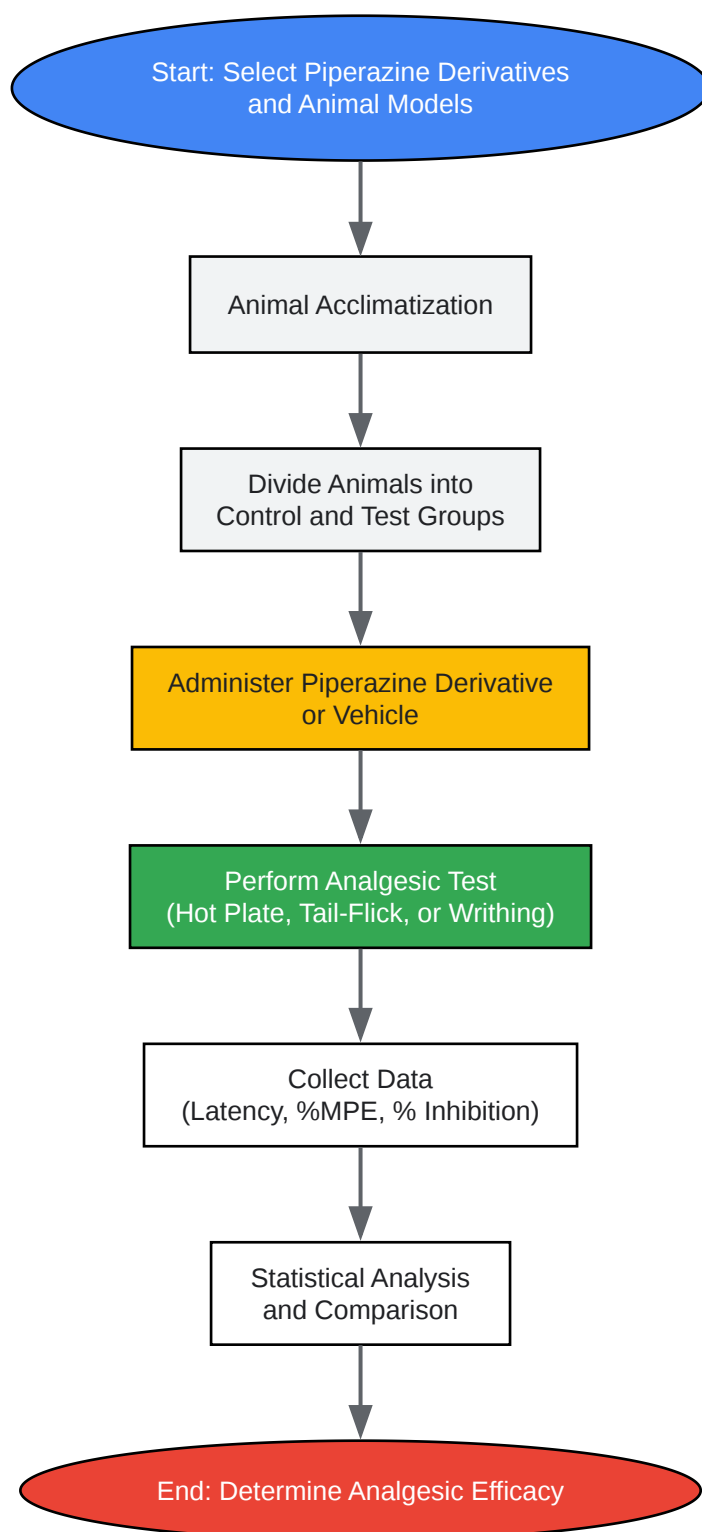 Start: Select Piperazine Derivatives
and Animal Models
Animal Acclimatization
Divide Animals into
Control and Test Groups
Administer Piperazine Derivative
or Vehicle
Perform Analgesic Test
(Hot Plate, Tail-Flick, or Writhing)
Collect Data
(Latency, %MPE, % Inhibition)
Statistical Analysis
and Comparison
End: Determine Analgesic Efficacy